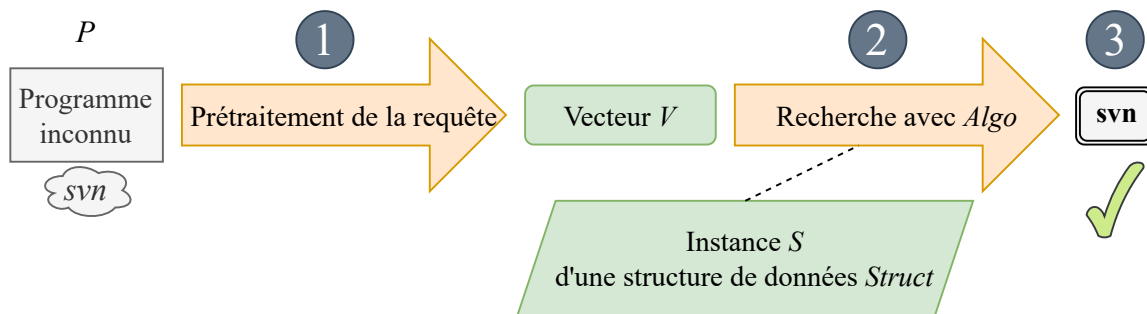 P
1
2
3
Programme
inconnu
svn
Prétraitement de la requête
Vecteur V
Recherche avec Algo
svn
Instance S
d'une structure de données Struct